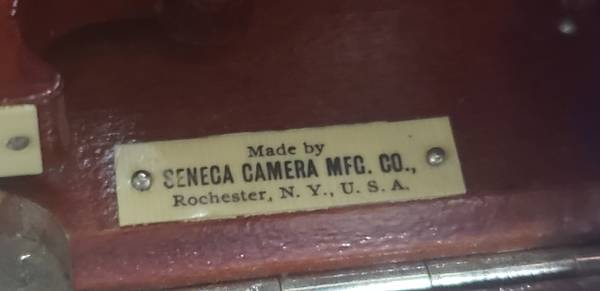 Made by
SENECA CAMERA MFG. CO.,
Rochester, N. Y., U. S. A.